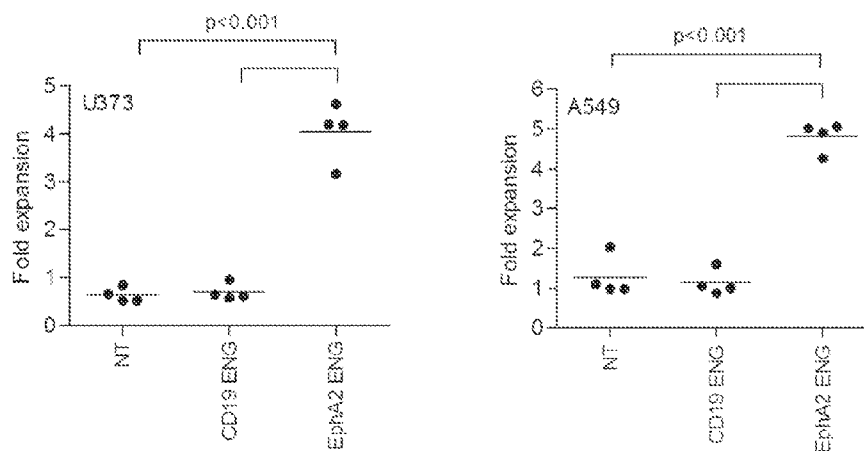 p<0.001
U373
Fold expansion
5
4
3
2
1
0
NT
CD19 ENG
EphA2 ENG
p<0.001
A549
Fold expansion
6
5
4
3
2
1
0
NT
CD19 ENG
EphA2 ENG